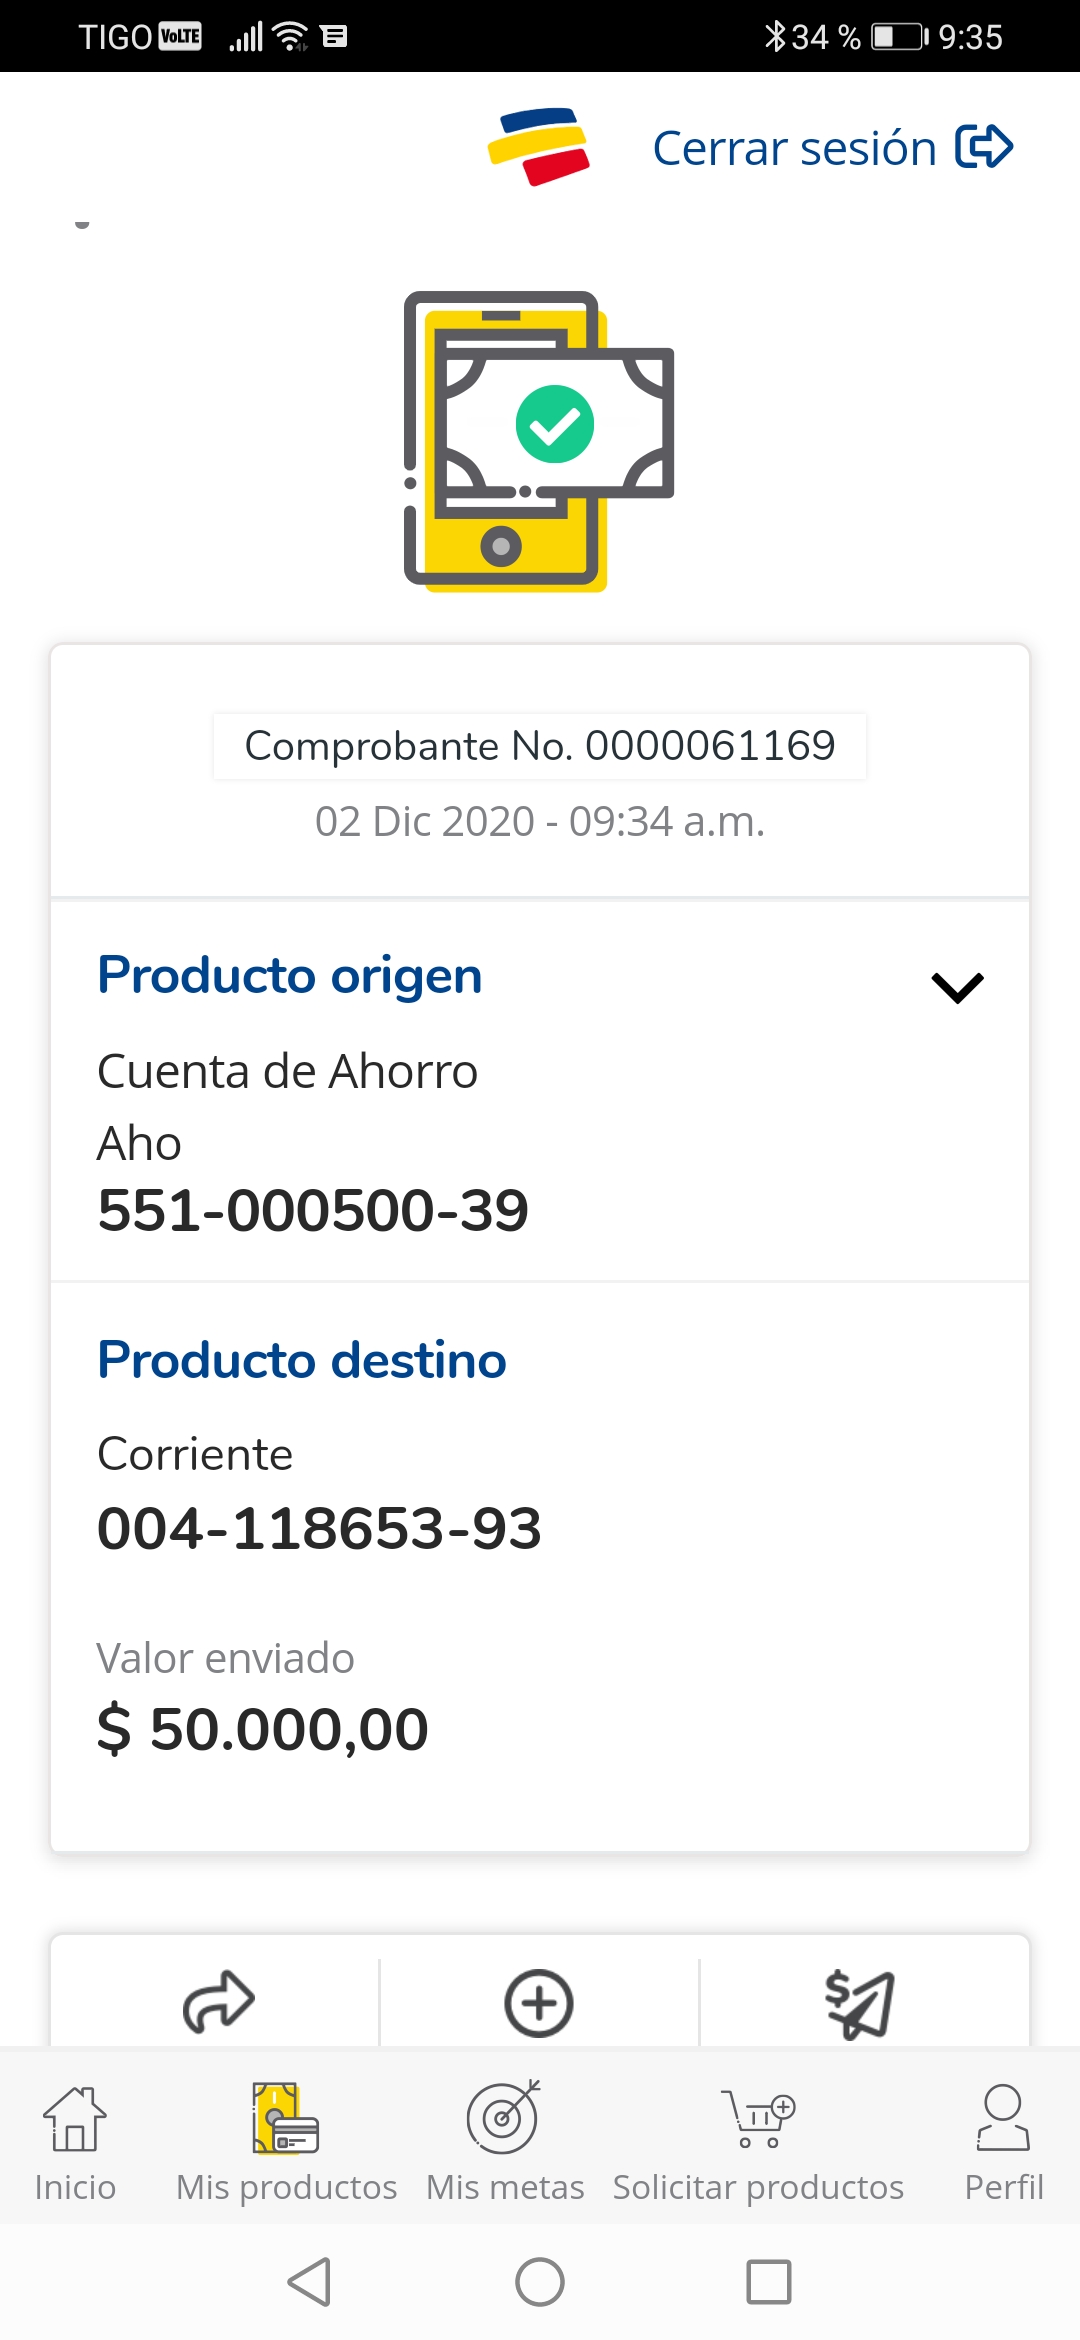 TIGO VoLTE 34 % 9:35
Cerrar sesión
Comprobante No. 0000061169
02 Dic 2020 - 09:34 a.m.
Producto origen
Cuenta de Ahorro
Aho
551-000500-39
Producto destino
Corriente
004-118653-93
Valor enviado
$ 50.000,00
Inicio Mis productos Mis metas Solicitar productos Perfil